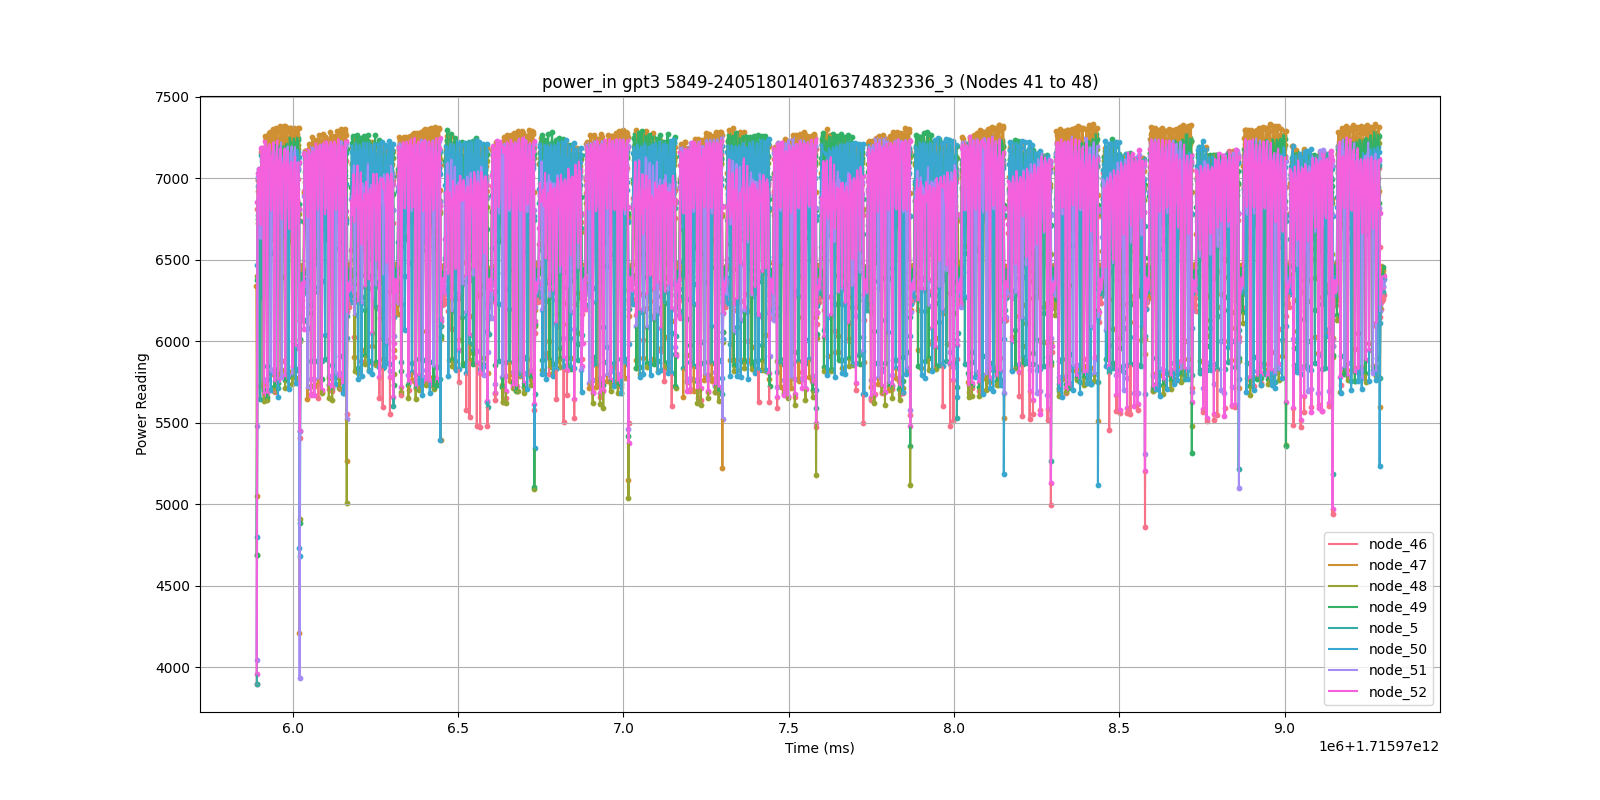 power_in gpt3 5849-240518014016374832336_3 (Nodes 41 to 48)
Power Reading
7500
7000
6500
6000
5500
5000
4500
4000
node_46
node_47
node_48
node_49
node_5
node_50
node_51
node_52
6.0 6.5 7.0 7.5 8.0 8.5 9.0
Time (ms)
1e6+1.71597e12